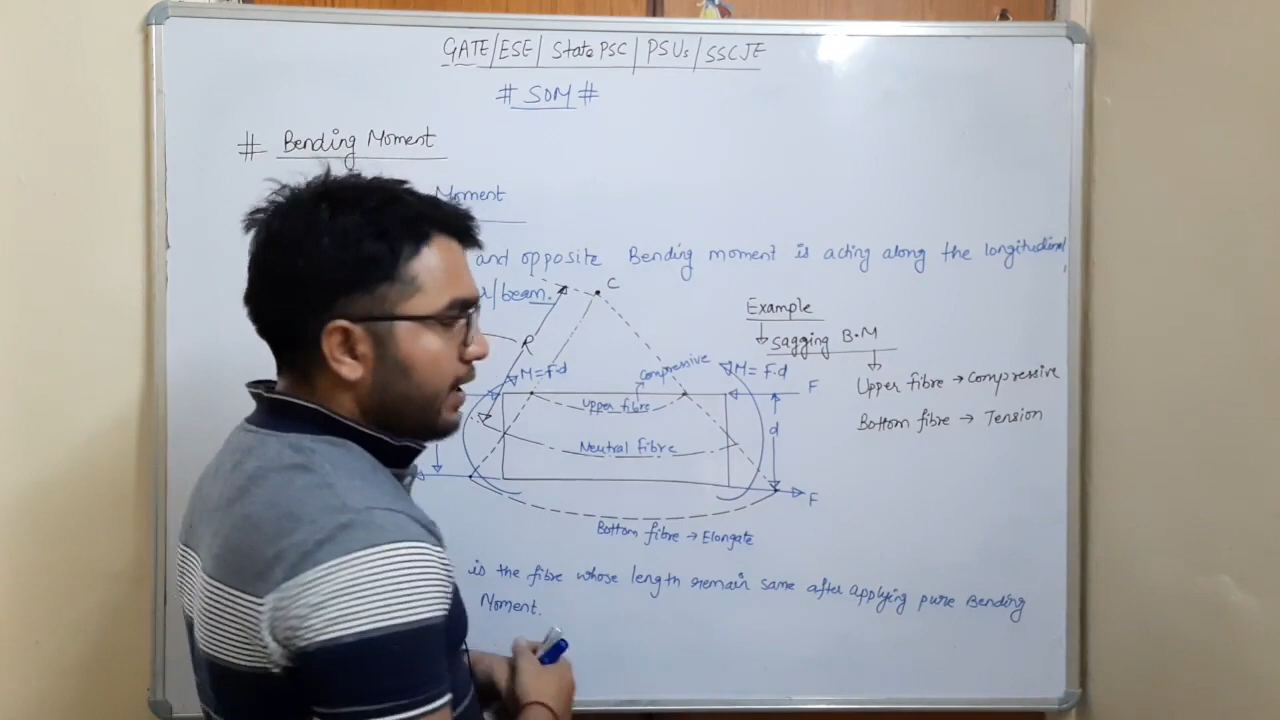 GATE/ESE/ State PSC/ PSUs/ SSCJE
# SOM #
# Bending Moment
Moment
and opposite Bending moment is acting along the longitudinal
/beam.
C
R
Example
Sagging B.M
Upper fibre → Compressive
Bottom fibre → Tension
M=F.d
Compressive
M=F.d
F
Upper fibre
d
Neutral fibre
F
Bottom fibre → Elongate
is the fibre whose length remain same after applying pure Bending
Moment.